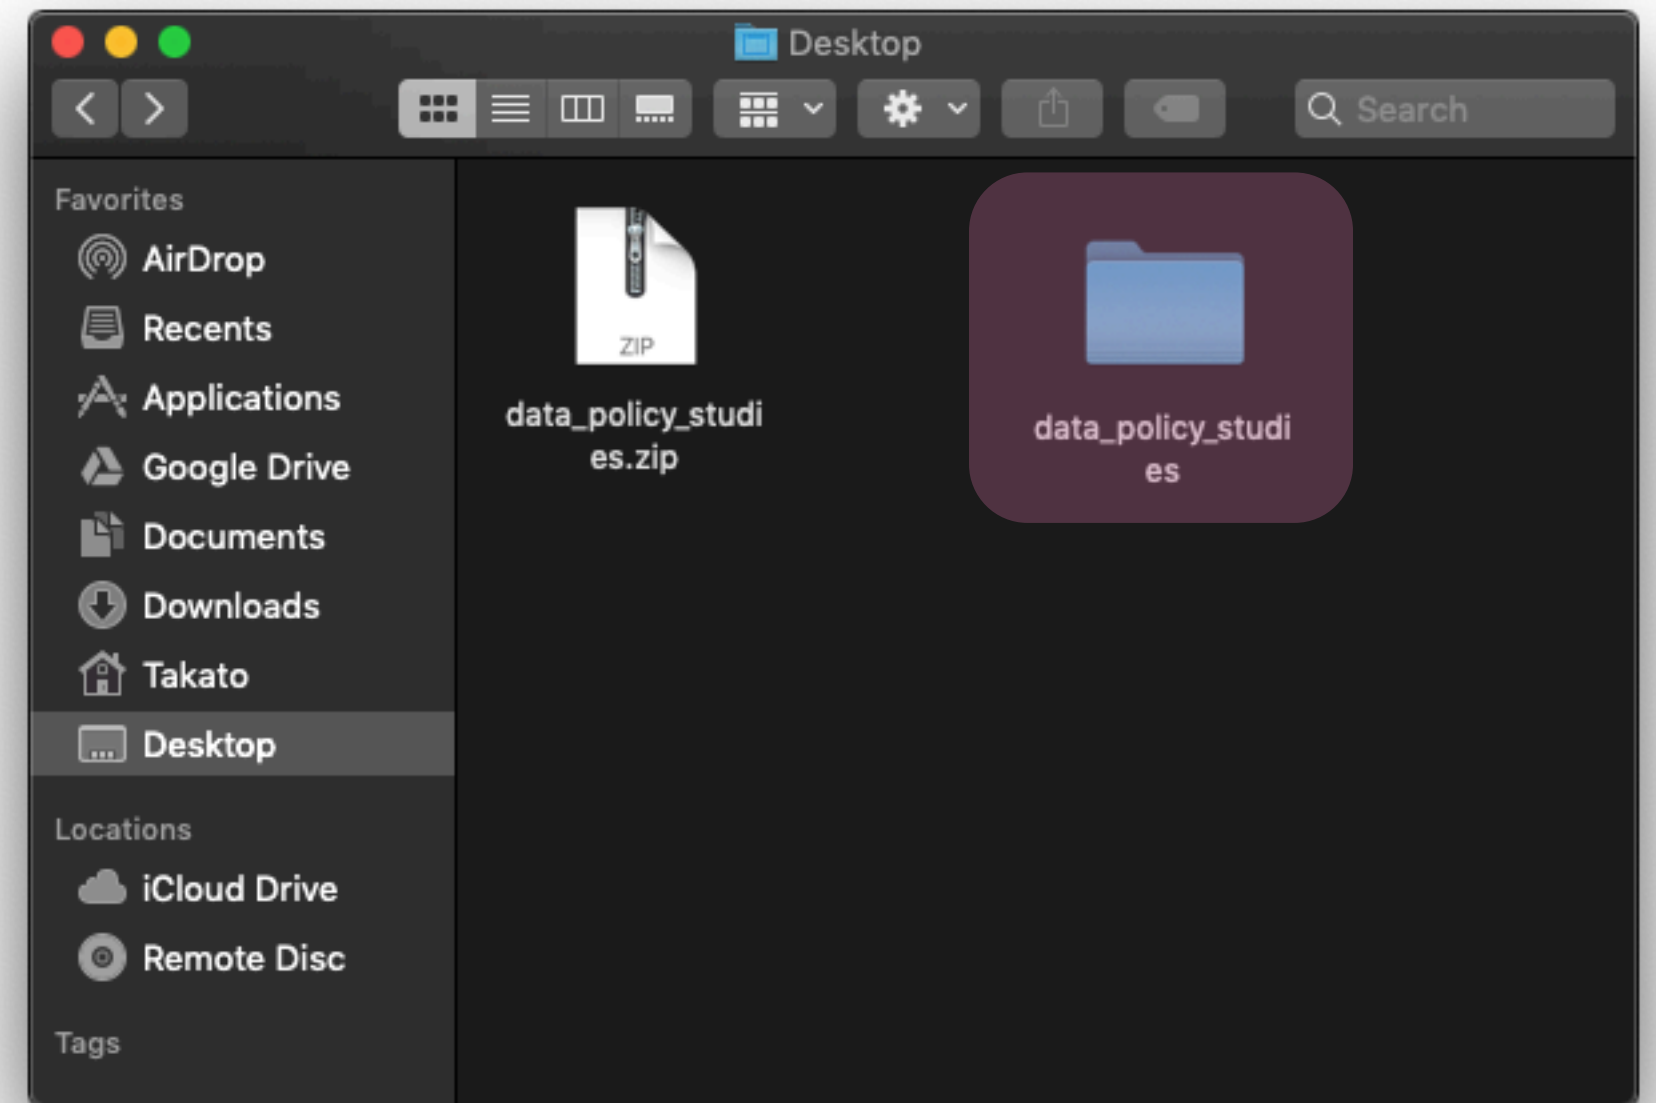 Desktop
Search
Favorites
AirDrop
Recents
Applications
Google Drive
Documents
Downloads
Takato
Desktop
Locations
iCloud Drive
Remote Disc
Tags
ZIP
data_policy_studi
es.zip
data_policy_studi
es